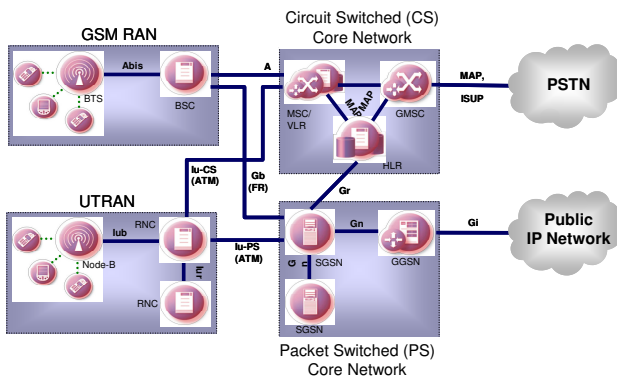 Circuit Switched (CS)
Core Network
GSM RAN
Abis
BTS
BSC
A
MSC/
VLR
MAP
MAP
GMSC
HLR
MAP,
ISUP
PSTN
Iu-CS
(ATM)
Gb
(FR)
Gr
UTRAN
RNC
Iub
Node-B
Iur
RNC
Iu-PS
(ATM)
SGSN
Gn
GGSN
Gi
Public
IP Network
G
n
SGSN
Packet Switched (PS)
Core Network